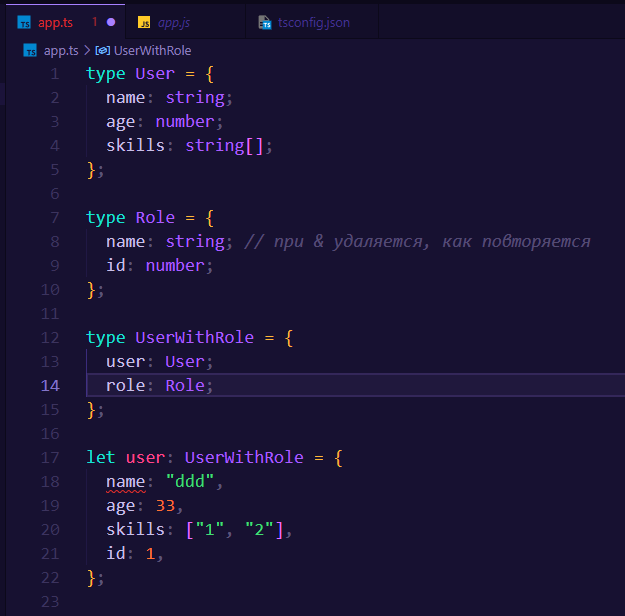 TS app.ts 1 JS app.js TS tsconfig.json
TS app.ts > UserWithRole
1 type User = {
2 name: string;
3 age: number;
4 skills: string[];
5 };
6
7 type Role = {
8 name: string; // при & удаляется, как повторяется
9 id: number;
10 };
11
12 type UserWithRole = {
13 user: User;
14 role: Role;
15 };
16
17 let user: UserWithRole = {
18 name: "ddd",
19 age: 33,
20 skills: ["1", "2"],
21 id: 1,
22 };
23